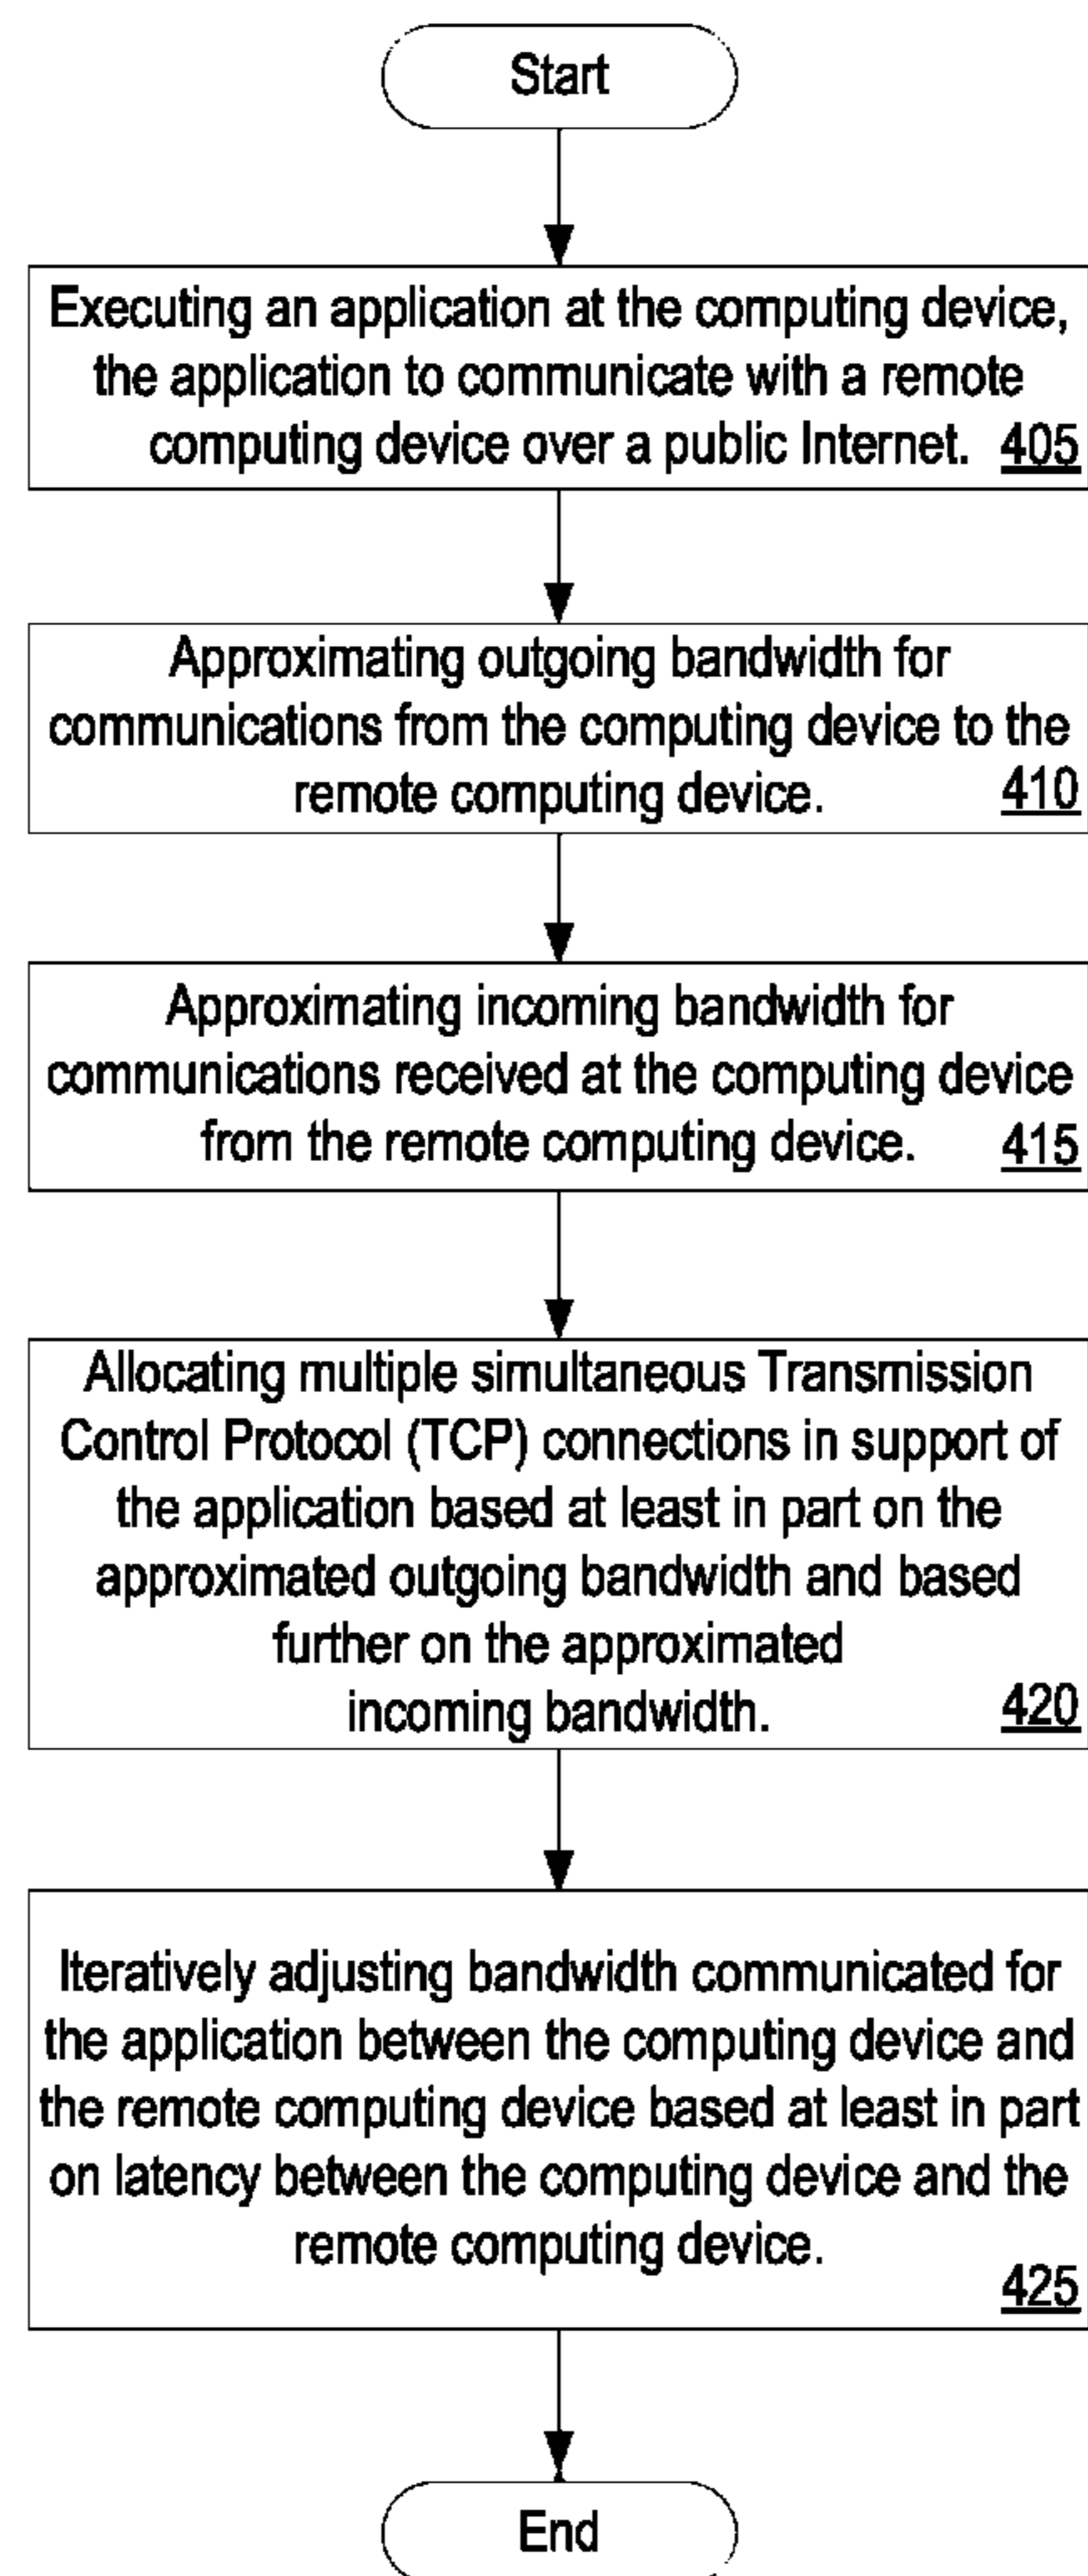 Start
Executing an application at the computing device,
the application to communicate with a remote
computing device over a public Internet. 405
Approximating outgoing bandwidth for
communications from the computing device to the
remote computing device. 410
Approximating incoming bandwidth for
communications received at the computing device
from the remote computing device. 415
Allocating multiple simultaneous Transmission
Control Protocol (TCP) connections in support of
the application based at least in part on the
approximated outgoing bandwidth and based
further on the approximated
incoming bandwidth. 420
Iteratively adjusting bandwidth communicated for
the application between the computing device and
the remote computing device based at least in part
on latency between the computing device and the
remote computing device.
425
End